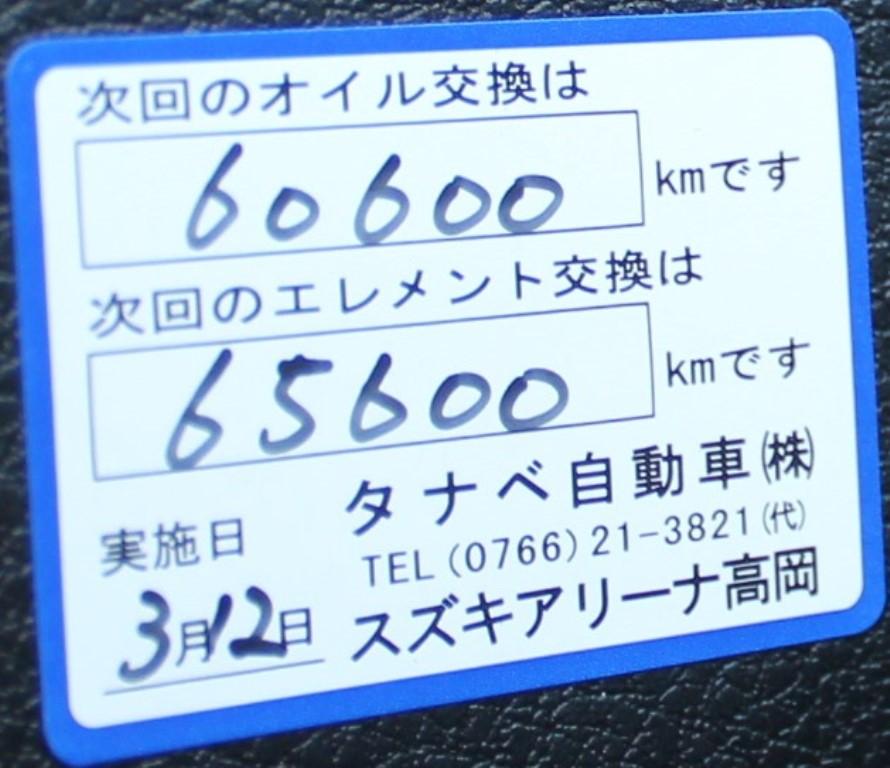 次回のオイル交換は
60600 kmです
次回のエレメント交換は
65600 kmです
実施日
3月12日
タナベ自動車㈱
TEL(0766)21-3821(代)
スズキアリーナ高岡